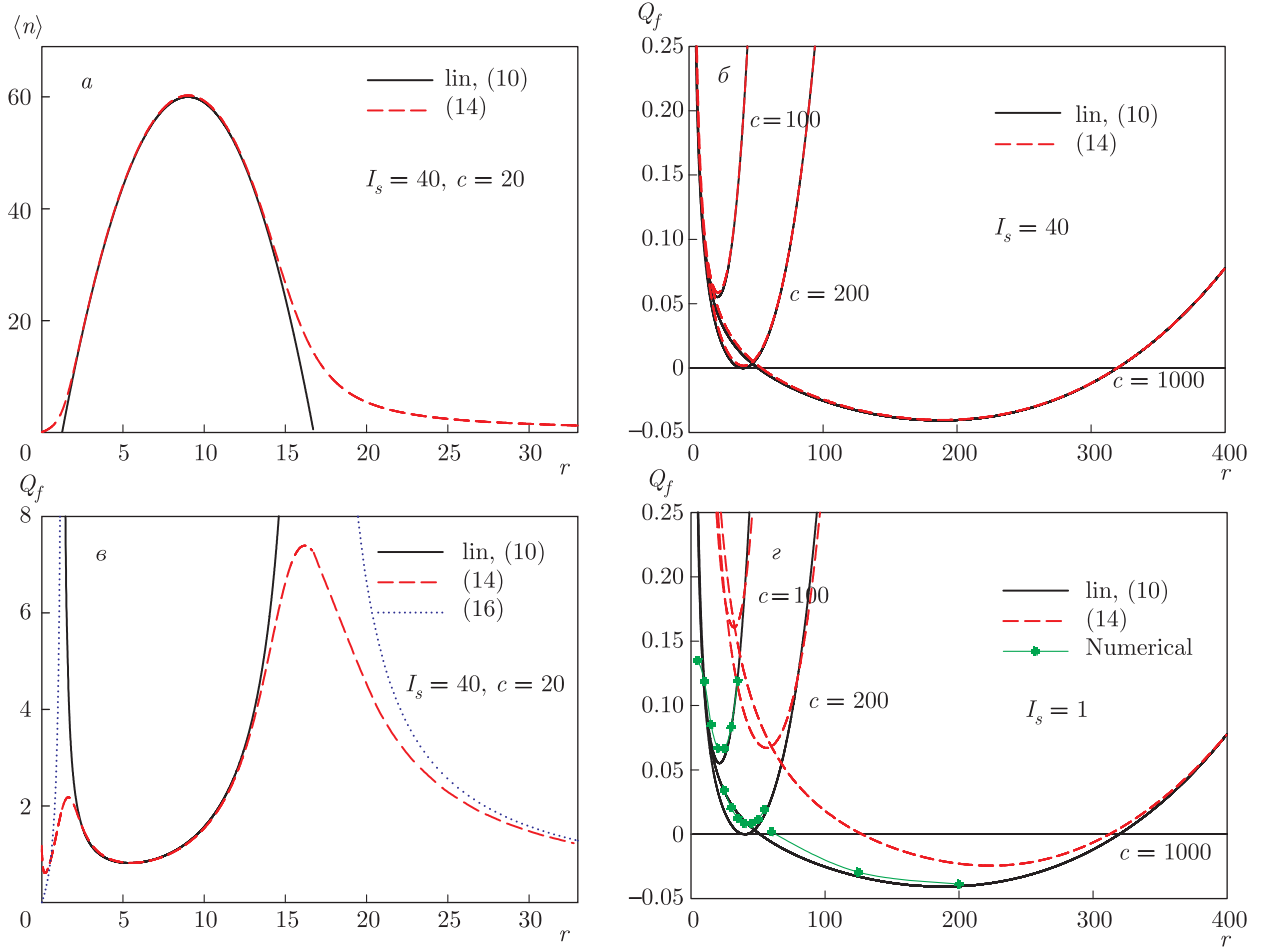 ⟨n⟩
60
40
20
0
5
10
15
20
25
30
r
а
lin, (10)
(14)
I_s = 40, c = 20
Q_f
0.25
0.20
0.15
0.10
0.05
0
−0.05
0
100
200
300
400
r
б
c = 100
lin, (10)
(14)
I_s = 40
c = 200
c = 1000
Q_f
8
6
4
2
0
5
10
15
20
25
30
r
в
lin, (10)
(14)
(16)
I_s = 40, c = 20
Q_f
0.25
0.20
0.15
0.10
0.05
0
−0.05
0
100
200
300
400
r
г
c = 100
lin, (10)
(14)
Numerical
c = 200
I_s = 1
c = 1000